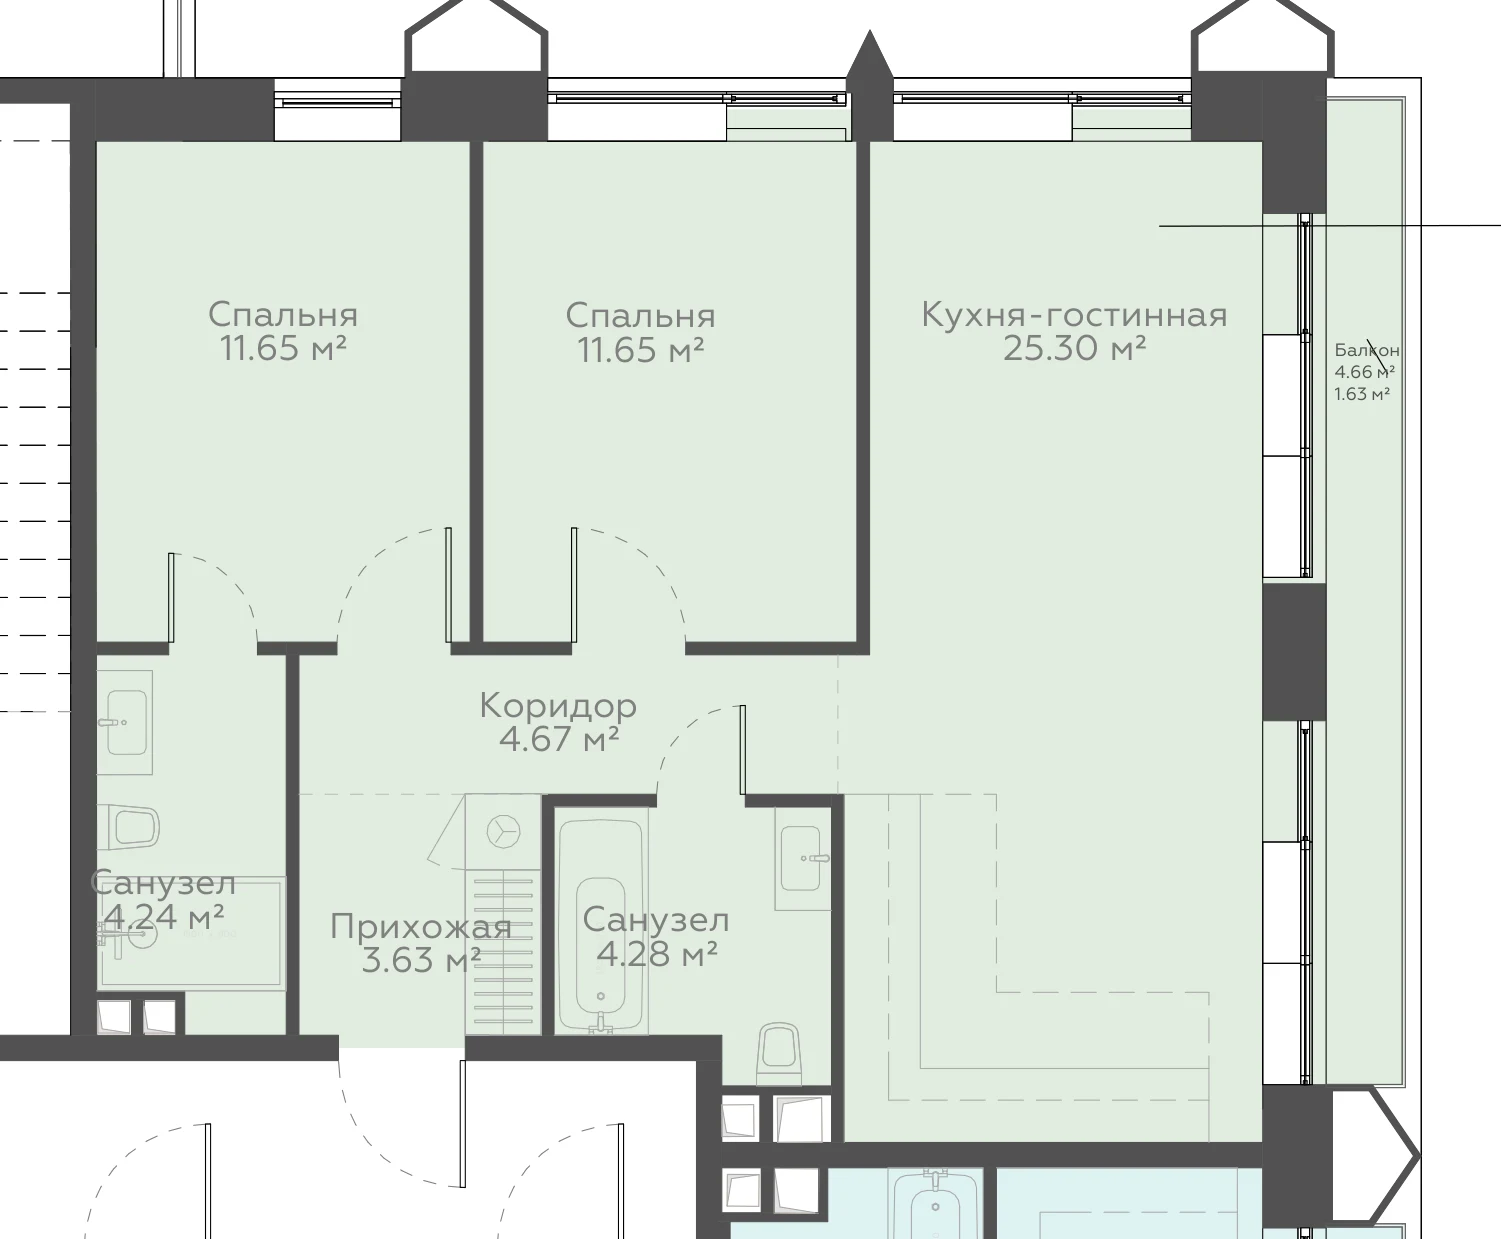 Спальня
11.65 м²
Спальня
11.65 м²
Кухня-гостинная
25.30 м²
Балкон
4.66 м²
1.63 м²
Коридор
4.67 м²
Санузел
4.24 м²
Прихожая
3.63 м²
Санузел
4.28 м²